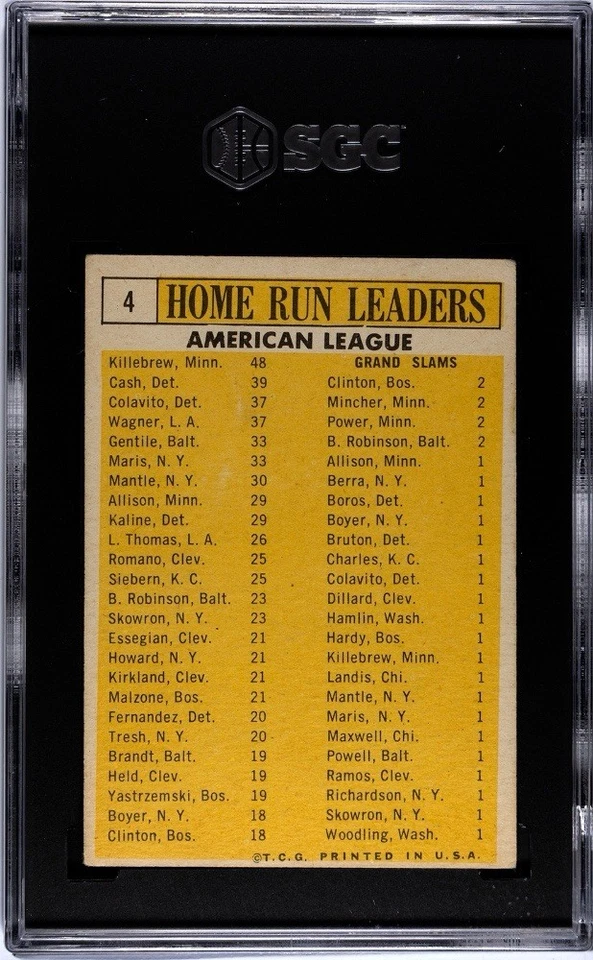 SGC
4 HOME RUN LEADERS
AMERICAN LEAGUE
Killebrew, Minn. 48
Cash, Det. 39
Colavito, Det. 37
Wagner, L. A. 37
Gentile, Balt. 33
Maris, N. Y. 33
Mantle, N. Y. 30
Allison, Minn. 29
Kaline, Det. 29
L. Thomas, L. A. 26
Romano, Clev. 25
Siebern, K. C. 25
B. Robinson, Balt. 23
Skowron, N. Y. 23
Essegian, Clev. 21
Howard, N. Y. 21
Kirkland, Clev. 21
Malzone, Bos. 21
Fernandez, Det. 20
Tresh, N. Y. 20
Brandt, Balt. 19
Held, Clev. 19
Yastrzemski, Bos. 19
Boyer, N. Y. 18
Clinton, Bos. 18
GRAND SLAMS
Clinton, Bos. 2
Mincher, Minn. 2
Power, Minn. 2
B. Robinson, Balt. 2
Allison, Minn. 1
Berra, N. Y. 1
Boros, Det. 1
Boyer, N. Y. 1
Bruton, Det. 1
Charles, K. C. 1
Colavito, Det. 1
Dillard, Clev. 1
Hamlin, Wash. 1
Hardy, Bos. 1
Killebrew, Minn. 1
Landis, Chi. 1
Mantle, N. Y. 1
Maris, N. Y. 1
Maxwell, Chi. 1
Powell, Balt. 1
Ramos, Clev. 1
Richardson, N. Y. 1
Skowron, N. Y. 1
Woodling, Wash. 1
©T.C.G. PRINTED IN U.S.A.